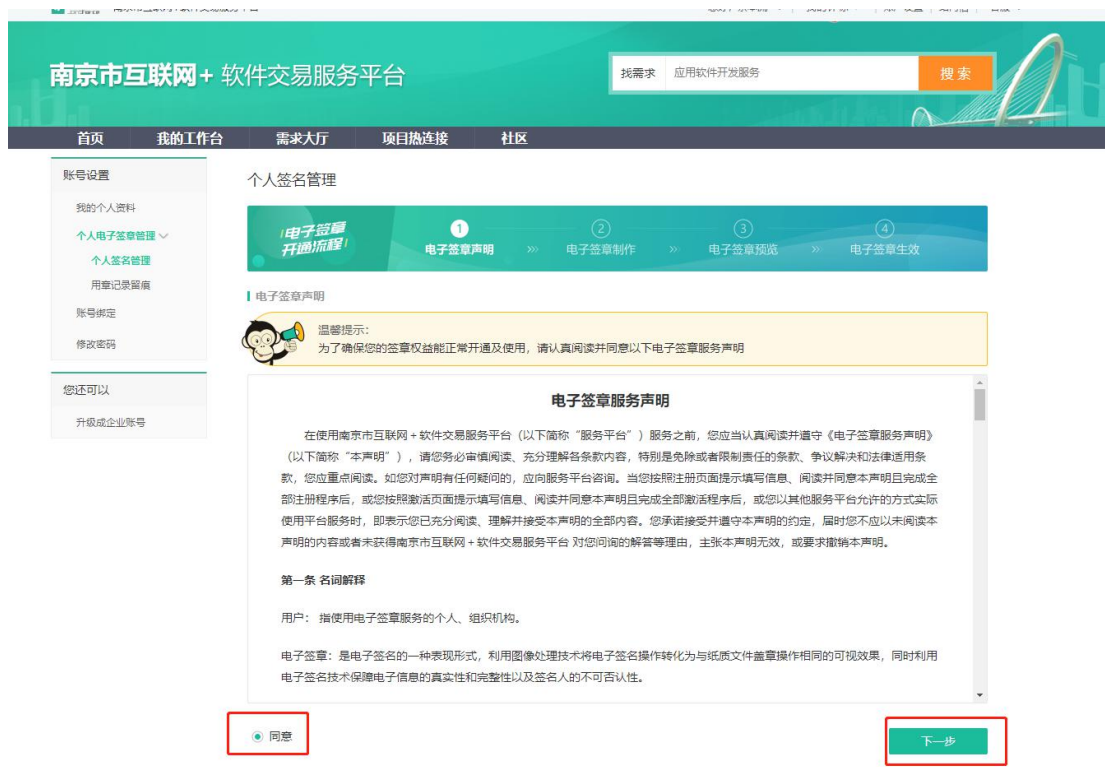 南京市互联网+ 软件交易服务平台
找需求 应用软件开发服务 搜索
首页 我的工作台 需求大厅 项目热连接 社区
账号设置
我的个人资料
个人电子签章管理
个人签名管理
用章记录留痕
账号绑定
修改密码
您还可以
升级成企业账号
个人签名管理
电子签章
开通流程
1 2 3 4
电子签章声明 >>> 电子签章制作 >> 电子签章预览 >> 电子签章生效
电子签章声明
温馨提示：
为了确保您的签章权益能正常开通及使用，请认真阅读并同意以下电子签章服务声明
电子签章服务声明
在使用南京市互联网＋软件交易服务平台（以下简称“服务平台”）服务之前，您应当认真阅读并遵守《电子签章服务声明》
（以下简称“本声明”），请您务必审慎阅读、充分理解各条款内容，特别是免除或者限制责任的条款、争议解决和法律适用条
款，您应重点阅读。如您对声明有任何疑问的，应向服务平台咨询。当您按照注册页面提示填写信息、阅读并同意本声明且完成全
部注册程序后，或您按照激活页面提示填写信息、阅读并同意本声明且完成全部激活程序后，或您以其他服务平台允许的方式实际
使用平台服务时，即表示您已充分阅读、理解并接受本声明的全部内容。您承诺接受并遵守本声明的约定，届时您不应以未阅读本
声明的内容或者未获得南京市互联网＋软件交易服务平台 对您问询的解答等理由，主张本声明无效，或要求撤销本声明。
第一条 名词解释
用户： 指使用电子签章服务的个人、组织机构。
电子签章：是电子签名的一种表现形式，利用图像处理技术将电子签名操作转化为与纸质文件盖章操作相同的可视效果，同时利用
电子签名技术保障电子信息的真实性和完整性以及签名人的不可否认性。
同意
下一步